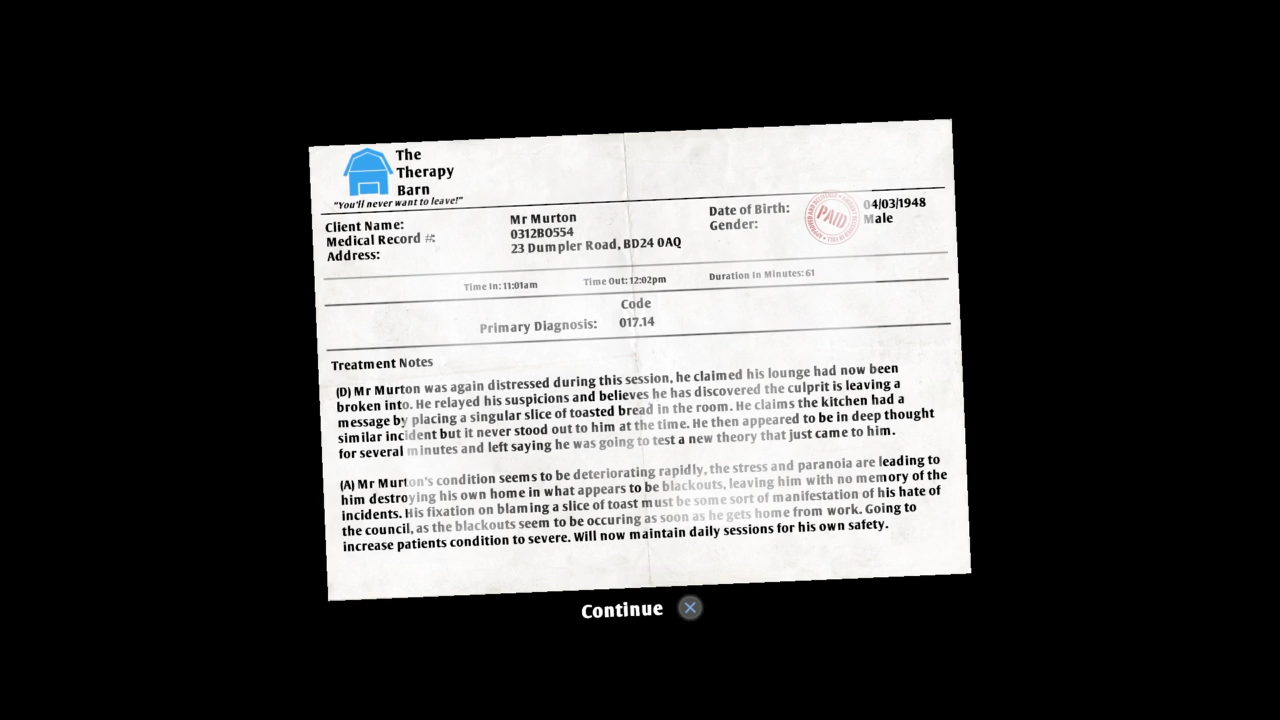 The
Therapy
Barn
"You'll never want to leave!"
Client Name: Mr Murton Date of Birth: 04/03/1948
Medical Record #: 0312B0554 Gender: Male
Address: 23 Dumpler Road, BD24 0AQ
PAID
Time In: 11:01am Time Out: 12:02pm Duration In Minutes: 61
Code
Primary Diagnosis: 017.14
Treatment Notes
(D) Mr Murton was again distressed during this session, he claimed his lounge had now been
broken into. He relayed his suspicions and believes he has discovered the culprit is leaving a
message by placing a singular slice of toasted bread in the room. He claims the kitchen had a
similar incident but it never stood out to him at the time. He then appeared to be in deep thought
for several minutes and left saying he was going to test a new theory that just came to him.
(A) Mr Murton's condition seems to be deteriorating rapidly, the stress and paranoia are leading to
him destroying his own home in what appears to be blackouts, leaving him with no memory of the
incidents. His fixation on blaming a slice of toast must be some sort of manifestation of his hate of
the council, as the blackouts seem to be occuring as soon as he gets home from work. Going to
increase patients condition to severe. Will now maintain daily sessions for his own safety.
Continue